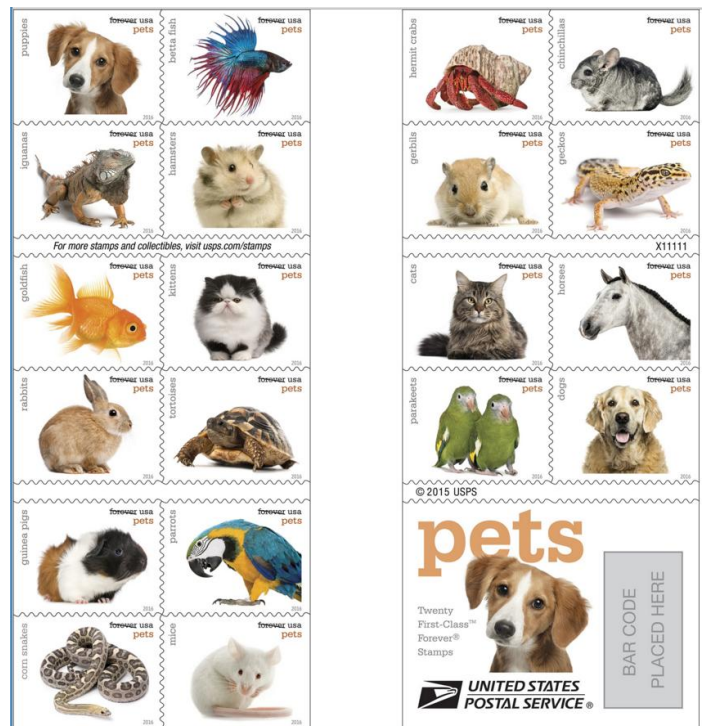 puppies
forever usa
pets
2016
betta fish
forever usa
pets
2016
iguanas
forever usa
pets
2016
hamsters
forever usa
pets
2016
For more stamps and collectibles, visit usps.com/stamps
goldfish
forever usa
pets
2016
kittens
forever usa
pets
2016
rabbits
forever usa
pets
2016
tortoises
forever usa
pets
2016
guinea pigs
forever usa
pets
2016
parrots
forever usa
pets
2016
corn snakes
forever usa
pets
2016
mice
forever usa
pets
2016
hermit crabs
forever usa
pets
2016
chinchillas
forever usa
pets
2016
gerbils
forever usa
pets
2016
geckos
forever usa
pets
2016
X11111
cats
forever usa
pets
2016
horses
forever usa
pets
2016
parakeets
forever usa
pets
2016
dogs
forever usa
pets
2016
© 2015 USPS
pets
Twenty
First-Class™
Forever®
Stamps
BAR CODE
PLACED HERE
UNITED STATES
POSTAL SERVICE®